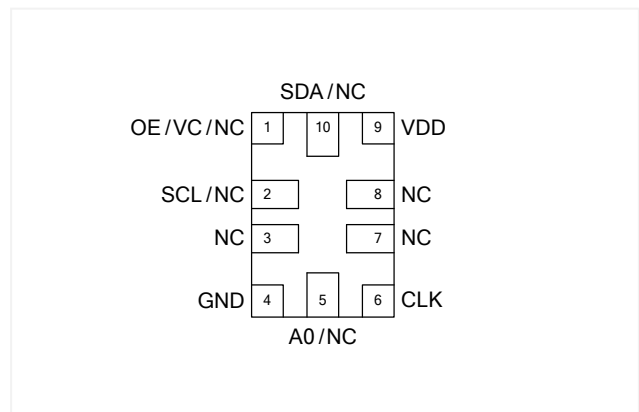 SDA/NC
OE/VC/NC 1 10 9 VDD
SCL/NC 2 8 NC
NC 3 7 NC
GND 4 5 6 CLK
A0/NC